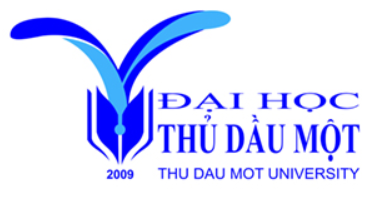 ĐẠI HỌC
THỦ DẦU MỘT
2009 THU DAU MOT UNIVERSITY